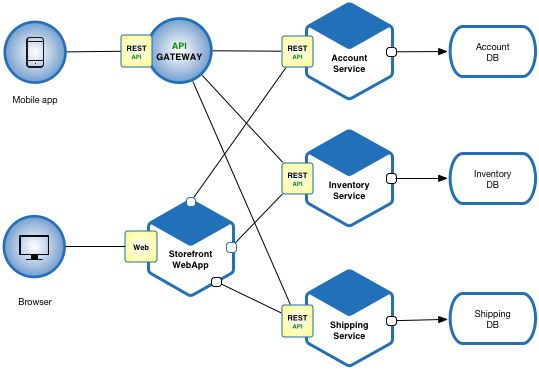 REST
API
API
GATEWAY
REST
API
Account
Service
Account
DB
Mobile app
REST
API
Inventory
Service
Inventory
DB
Web
Storefront
WebApp
Browser
REST
API
Shipping
Service
Shipping
DB